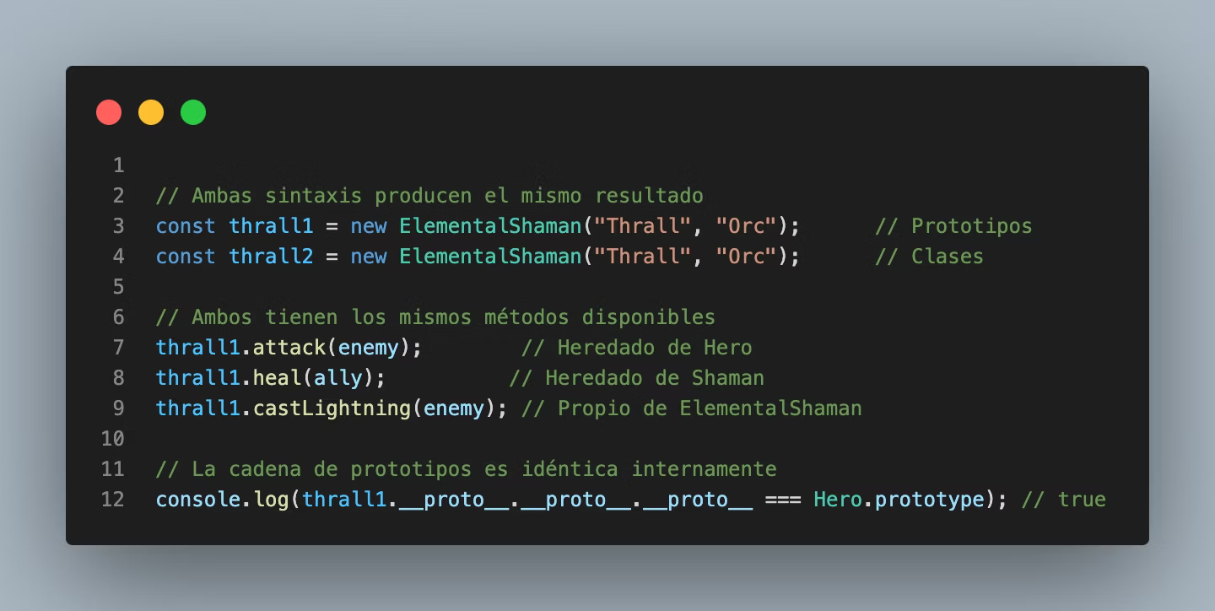 1
2 // Ambas sintaxis producen el mismo resultado
3 const thrall1 = new ElementalShaman("Thrall", "Orc"); // Prototipos
4 const thrall2 = new ElementalShaman("Thrall", "Orc"); // Clases
5
6 // Ambos tienen los mismos métodos disponibles
7 thrall1.attack(enemy); // Heredado de Hero
8 thrall1.heal(ally); // Heredado de Shaman
9 thrall1.castLightning(enemy); // Propio de ElementalShaman
10
11 // La cadena de prototipos es idéntica internamente
12 console.log(thrall1.__proto__.__proto__.__proto__ === Hero.prototype); // true